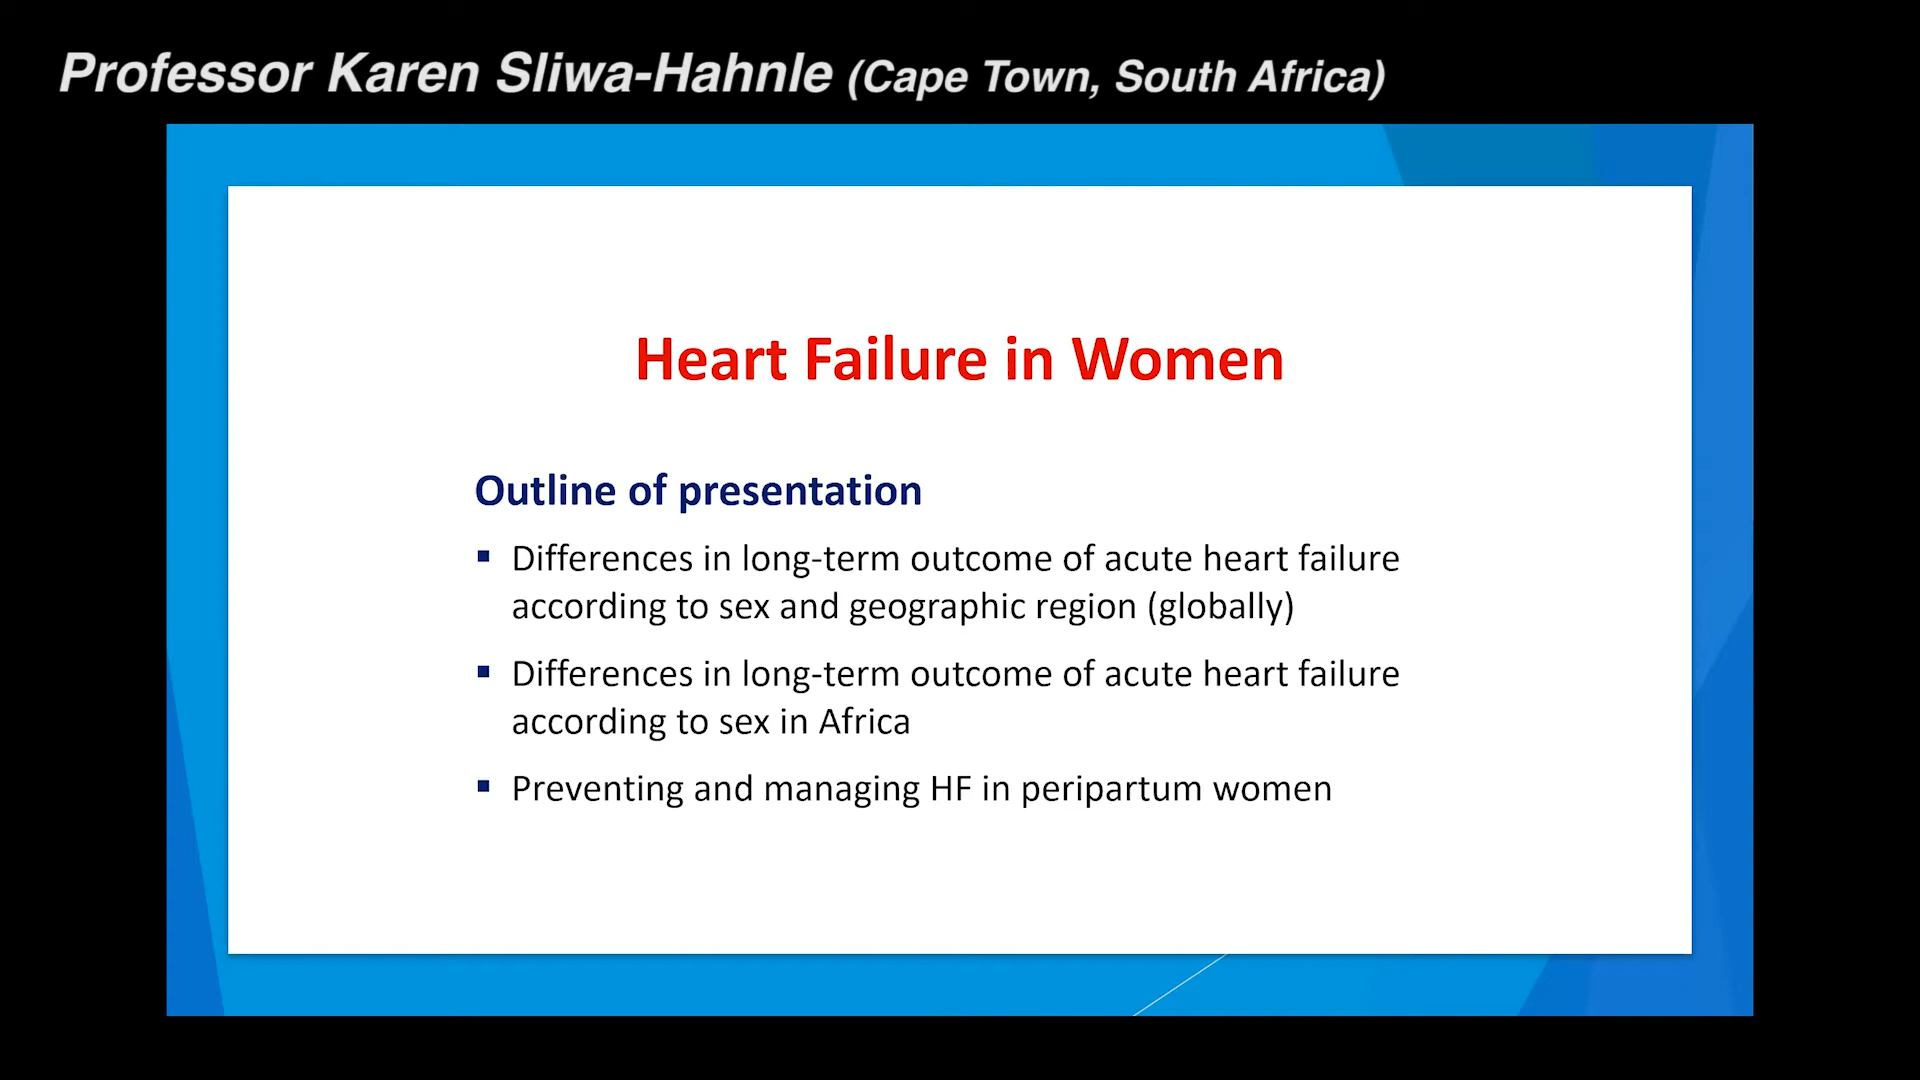 Professor Karen Sliwa-Hahnle (Cape Town, South Africa)
Heart Failure in Women
Outline of presentation
▪ Differences in long-term outcome of acute heart failure
according to sex and geographic region (globally)
▪ Differences in long-term outcome of acute heart failure
according to sex in Africa
▪ Preventing and managing HF in peripartum women